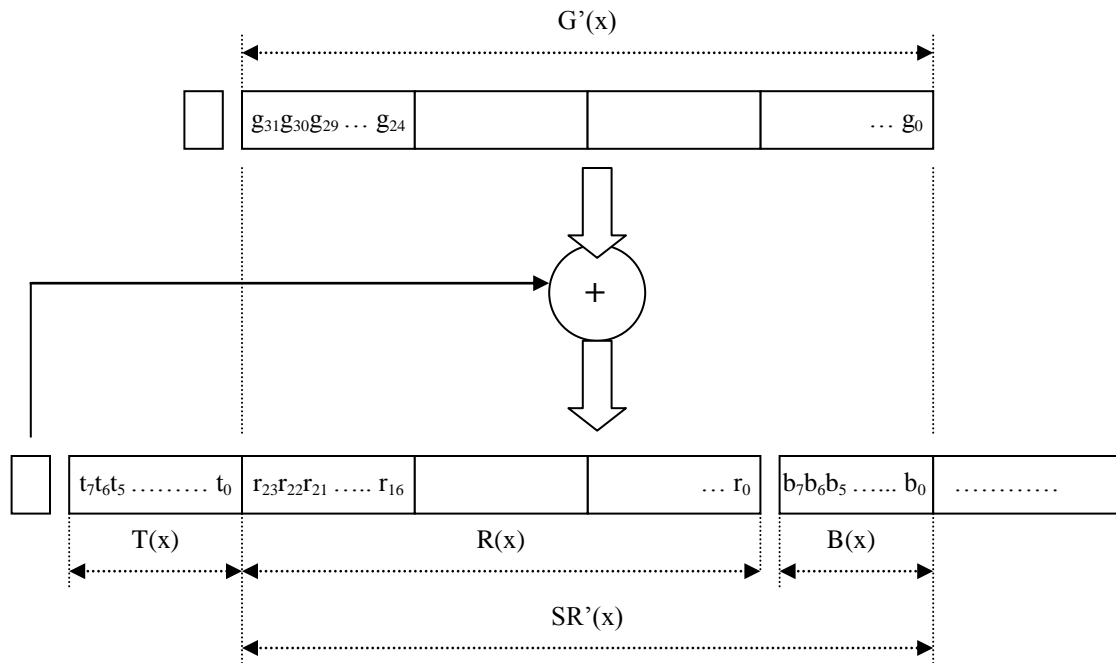 G’(x)
g₃₁g₃₀g₂₉ … g₂₄ … g₀
+
t₇t₆t₅ ……… t₀ r₂₃r₂₂r₂₁ ….. r₁₆ … r₀ b₇b₆b₅ …... b₀ …………
T(x) R(x) B(x)
SR’(x)